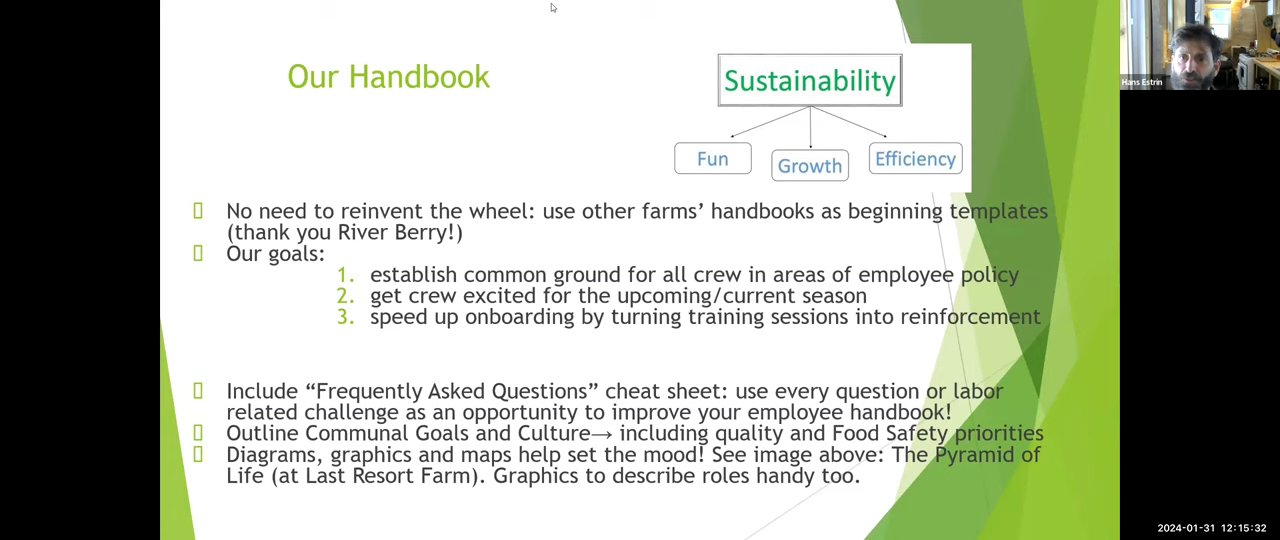 Our Handbook
Sustainability
Fun
Growth
Efficiency
Hans Estrin
No need to reinvent the wheel: use other farms’ handbooks as beginning templates
(thank you River Berry!)
Our goals:
1. establish common ground for all crew in areas of employee policy
2. get crew excited for the upcoming/current season
3. speed up onboarding by turning training sessions into reinforcement
Include “Frequently Asked Questions” cheat sheet: use every question or labor
related challenge as an opportunity to improve your employee handbook!
Outline Communal Goals and Culture→ including quality and Food Safety priorities
Diagrams, graphics and maps help set the mood! See image above: The Pyramid of
Life (at Last Resort Farm). Graphics to describe roles handy too.
2024-01-31 12:15:32